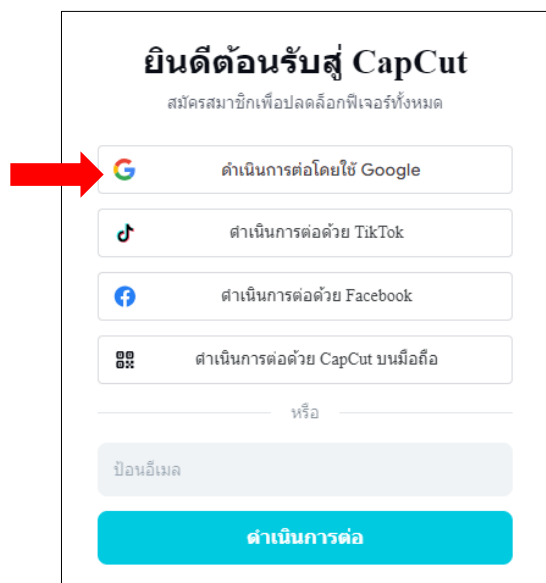 ยินดีต้อนรับสู่ CapCut
สมัครสมาชิกเพื่อปลดล็อกฟีเจอร์ทั้งหมด
ดำเนินการต่อโดยใช้ Google
ดำเนินการต่อด้วย TikTok
ดำเนินการต่อด้วย Facebook
ดำเนินการต่อด้วย CapCut บนมือถือ
หรือ
ป้อนอีเมล
ดำเนินการต่อ